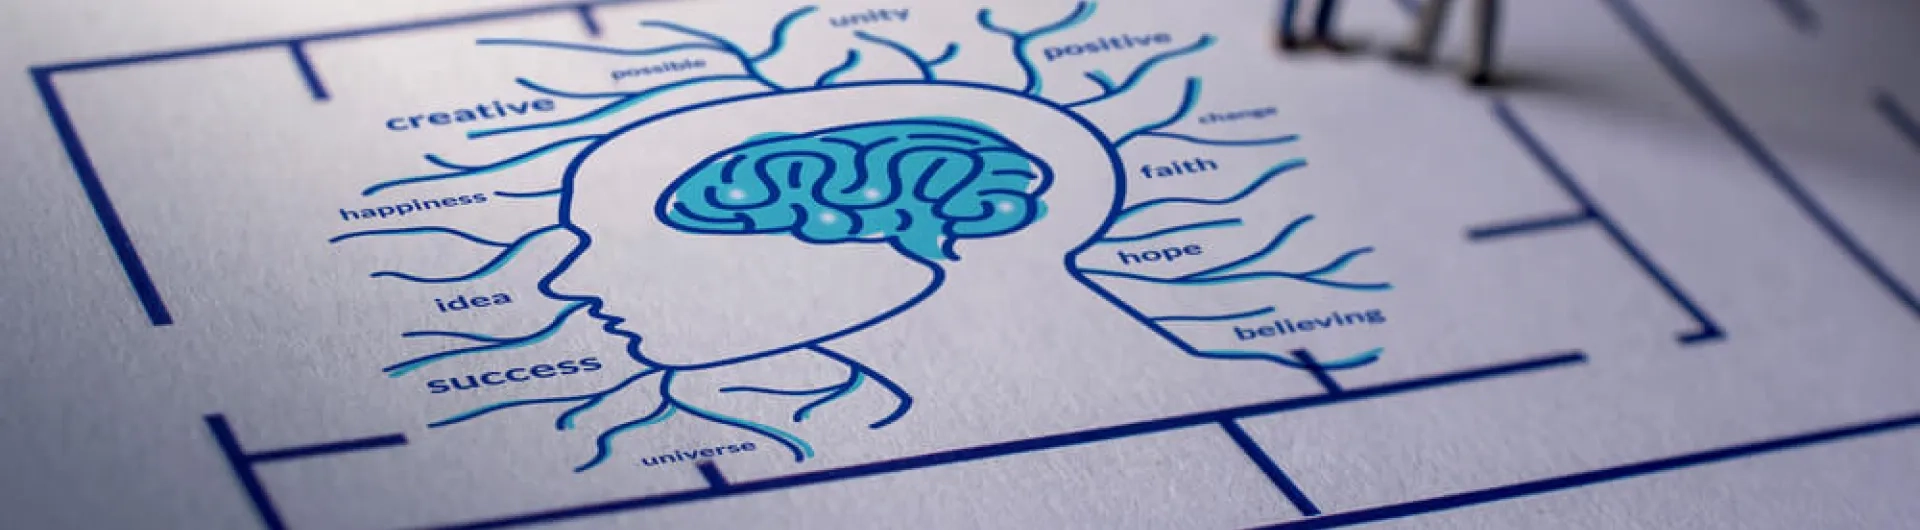 unity
positive
possible
creative
change
faith
happiness
hope
idea
believing
success
universe